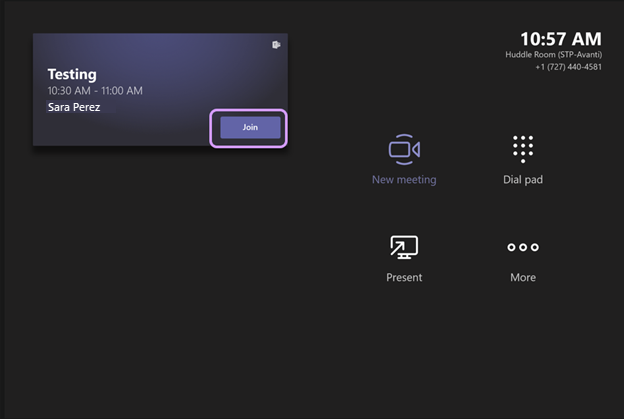 10:57 AM
Huddle Room (STP-Avanti)
+1 (727) 440-4581
Testing
10:30 AM - 11:00 AM
Sara Perez
Join
New meeting
Dial pad
Present
More